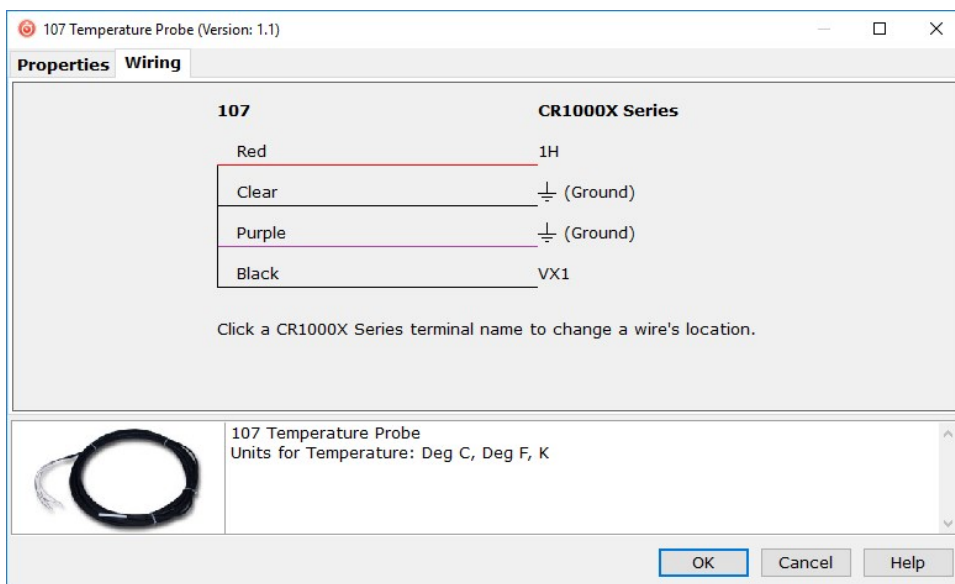 107 Temperature Probe (Version: 1.1)
Properties Wiring
107 CR1000X Series
Red 1H
Clear (Ground)
Purple (Ground)
Black VX1
Click a CR1000X Series terminal name to change a wire's location.
107 Temperature Probe
Units for Temperature: Deg C, Deg F, K
OK Cancel Help